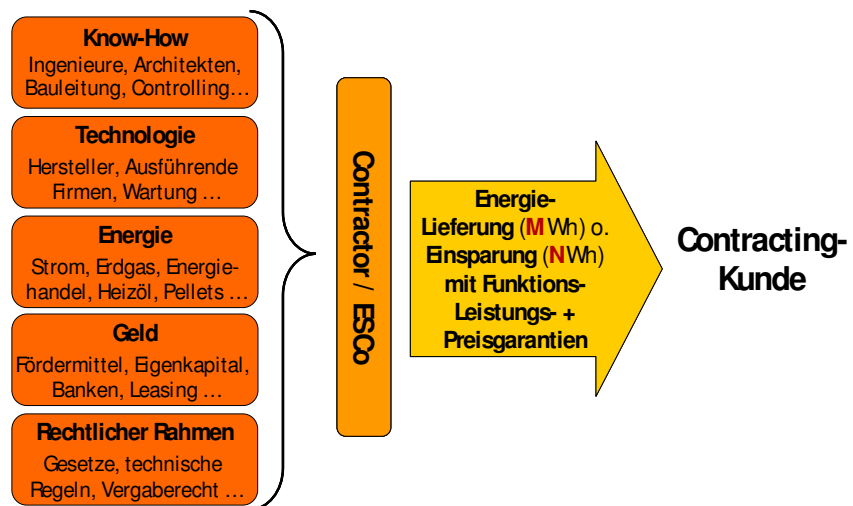 Know-How
Ingenieure, Architekten,
Bauleitung, Controlling…
Technologie
Hersteller, Ausführende
Firmen, Wartung …
Energie
Strom, Erdgas, Energie-
handel, Heizöl, Pellets …
Geld
Fördermittel, Eigenkapital,
Banken, Leasing …
Rechtlicher Rahmen
Gesetze, technische
Regeln, Vergaberecht …
Contractor / ESCo
Energie-
Lieferung (MWh) o.
Einsparung (NWh)
mit Funktions-
Leistungs- +
Preisgarantien
Contracting-
Kunde